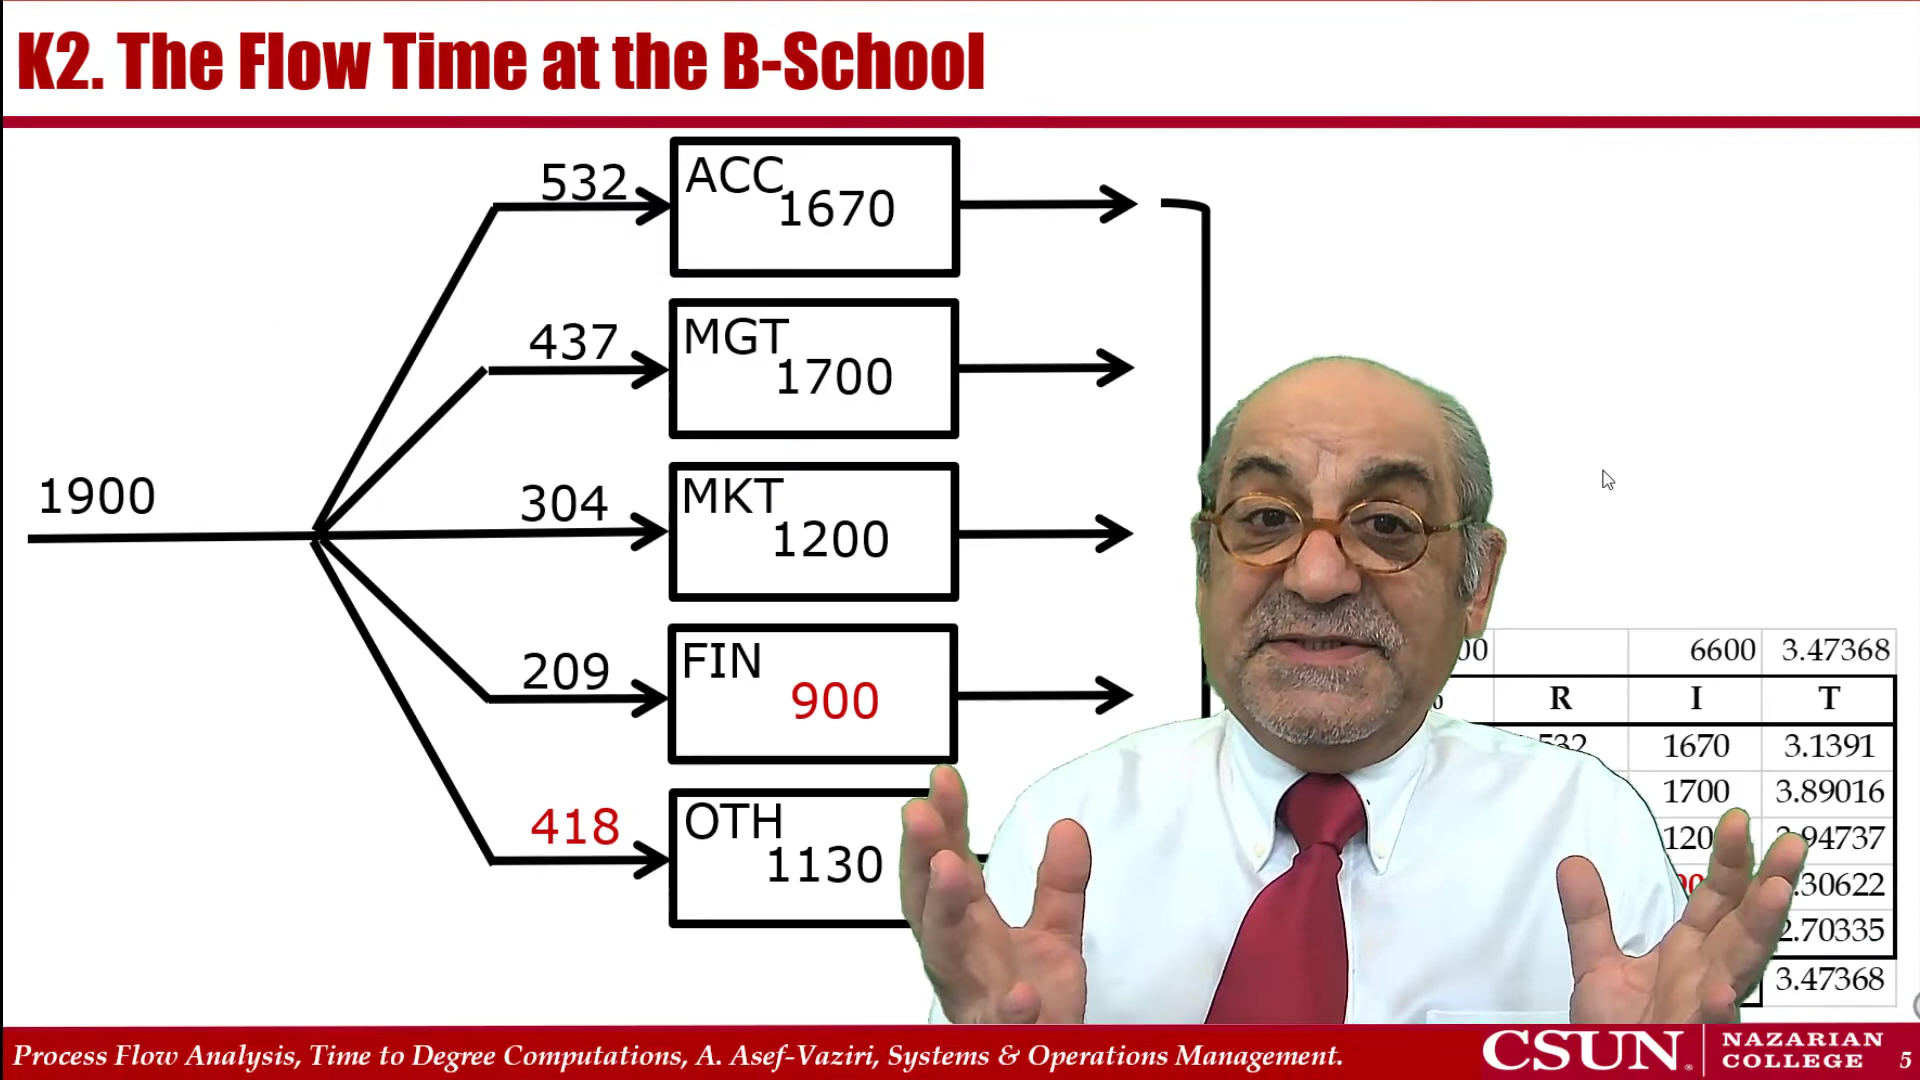 K2. The Flow Time at the B-School
532
ACC
1670
437
MGT
1700
1900
304
MKT
1200
209
FIN
900
418
OTH
1130
6600 3.47368
R I T
532 1670 3.1391
1700 3.89016
3.47368
Process Flow Analysis, Time to Degree Computations, A. Asef-Vaziri, Systems & Operations Management.
CSUN. NAZARIAN
COLLEGE
5